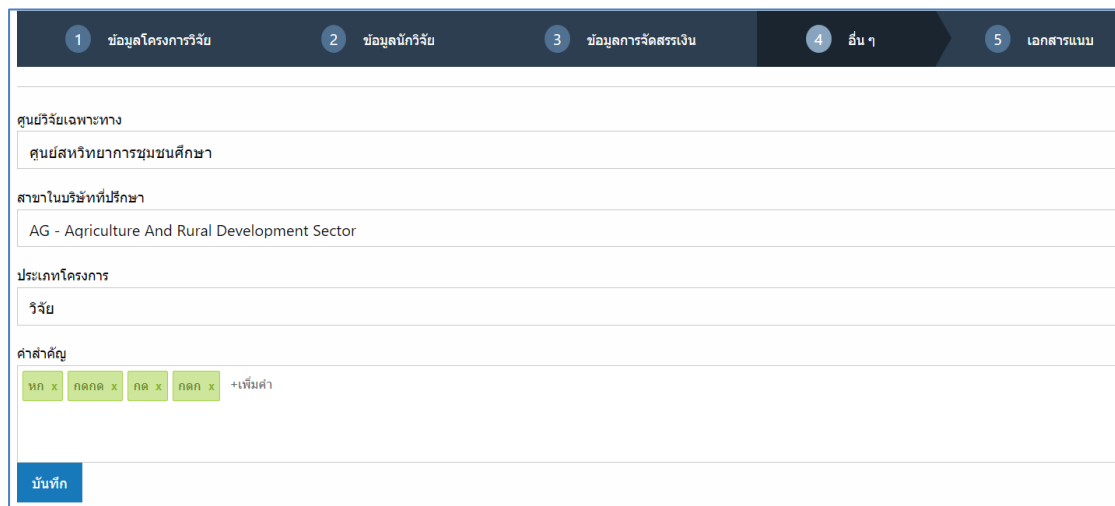 1 ข้อมูลโครงการวิจัย 2 ข้อมูลนักวิจัย 3 ข้อมูลการจัดสรรเงิน 4 อื่น ๆ 5 เอกสารแนบ
ศูนย์วิจัยเฉพาะทาง
ศูนย์สหวิทยาการชุมชนศึกษา
สาขาในบริษัทที่ปรึกษา
AG - Agriculture And Rural Development Sector
ประเภทโครงการ
วิจัย
คำสำคัญ
หก x กดกด x กด x กดก x +เพิ่มคำ
บันทึก